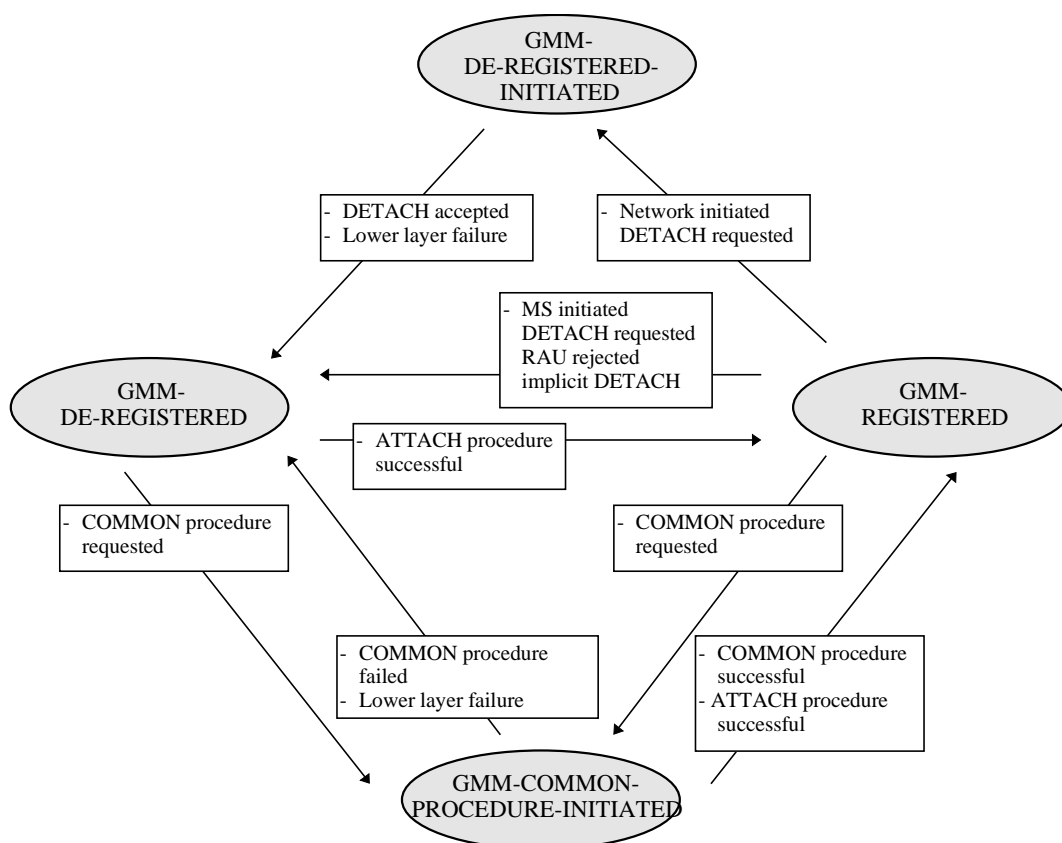 GMM-
DE-REGISTERED-
INITIATED
- DETACH accepted
- Lower layer failure
- Network initiated
DETACH requested
- MS initiated
DETACH requested
RAU rejected
implicit DETACH
GMM-
DE-REGISTERED
GMM-
REGISTERED
- ATTACH procedure
successful
- COMMON procedure
requested
- COMMON procedure
requested
- COMMON procedure
failed
- Lower layer failure
- COMMON procedure
successful
- ATTACH procedure
successful
GMM-COMMON-
PROCEDURE-INITIATED